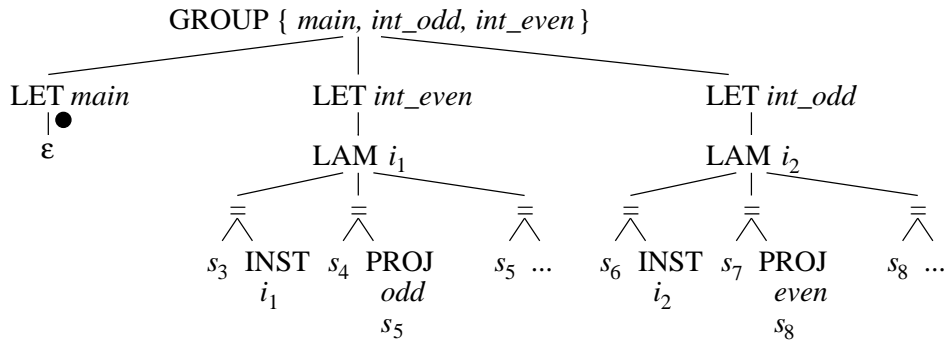 GROUP { main, int_odd, int_even }
LET main LET int_even LET int_odd
ε LAM i₁ LAM i₂
= = = = = =
s₃ INST s₄ PROJ s₅ ... s₆ INST s₇ PROJ s₈ ...
i₁ odd i₂ even
s₅ s₈